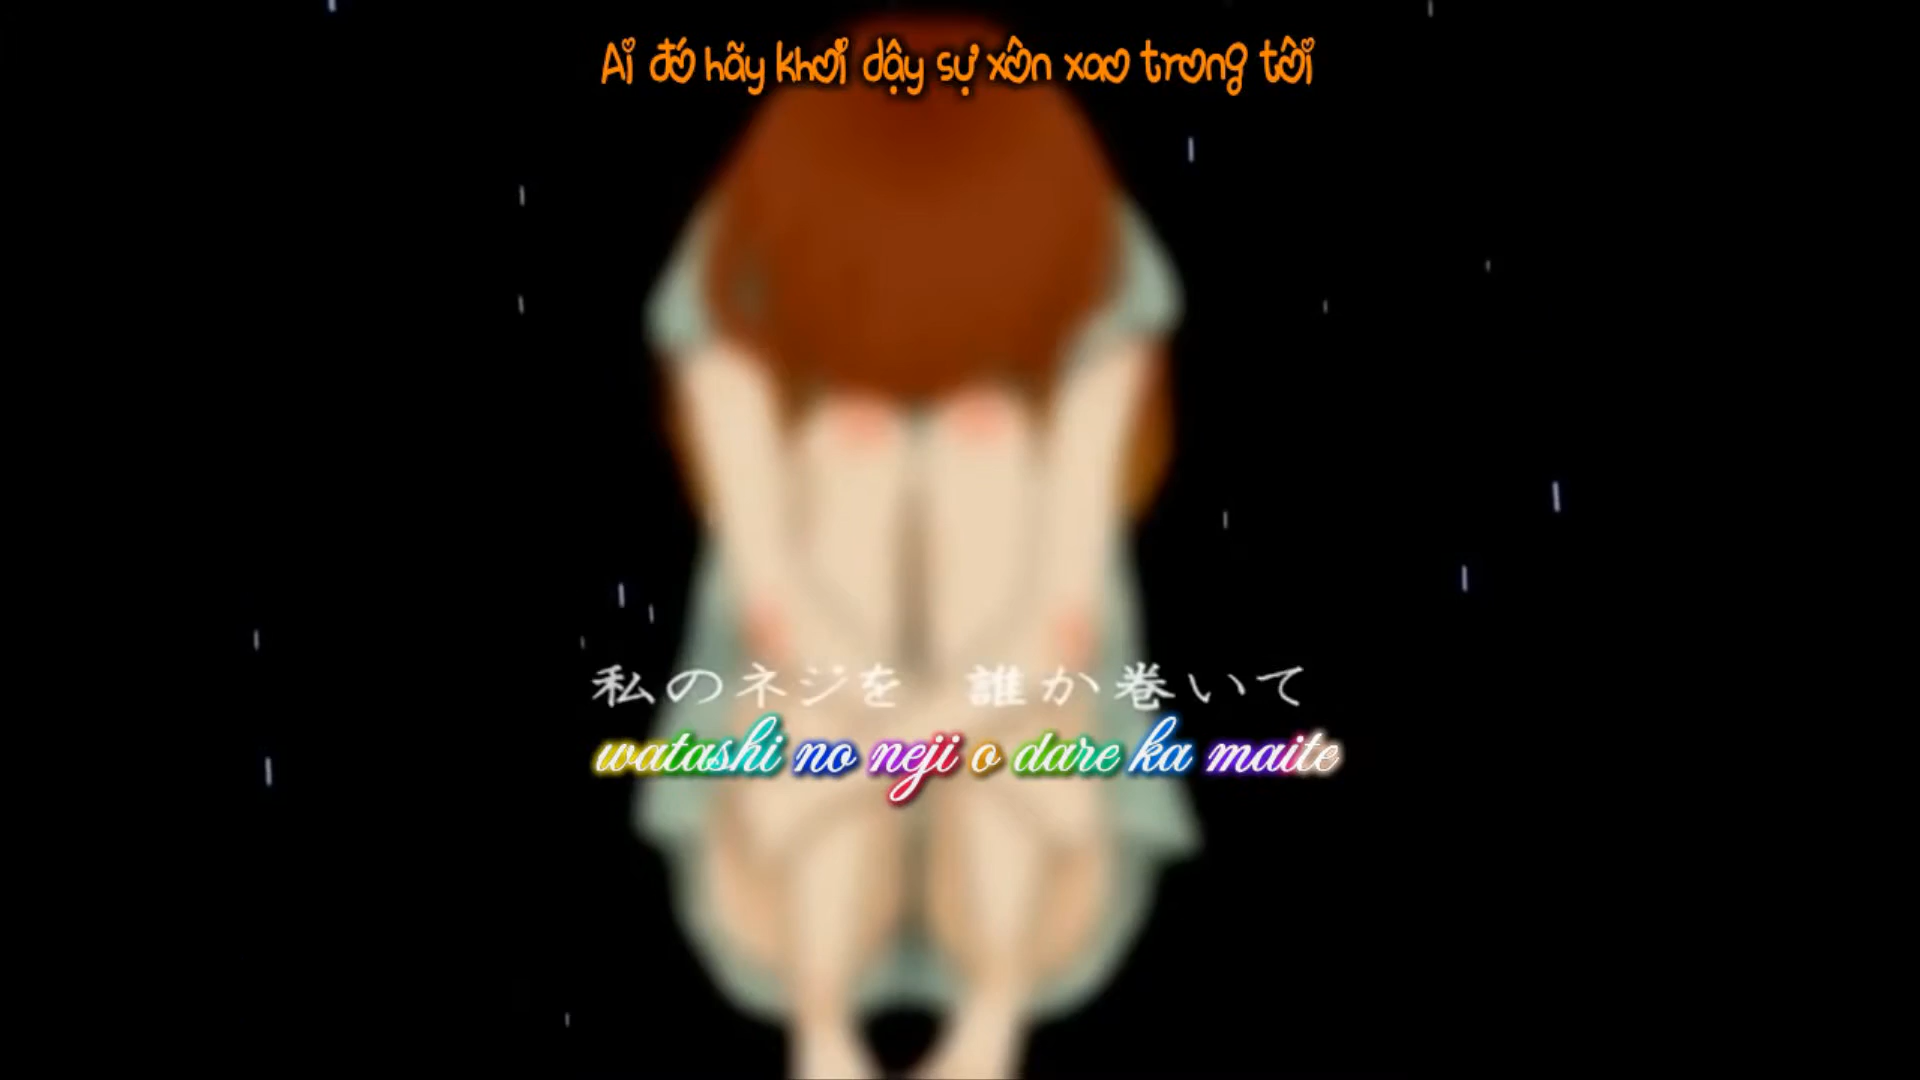 Ai đó hãy khơi dậy sự xôn xao trong tôi
私のネジを　誰か巻いて
watashi no neji o dare ka maite